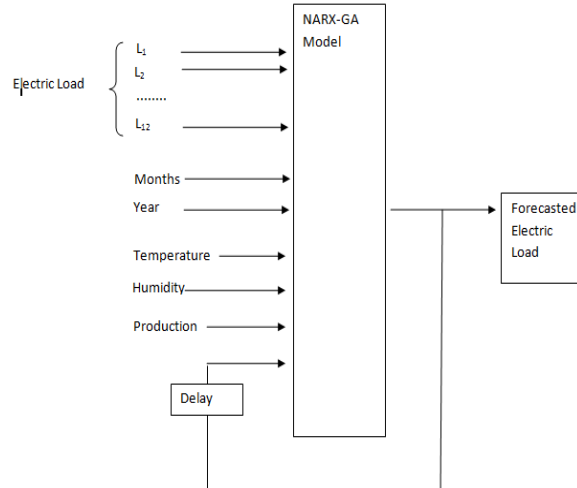 NARX-GA
Model
L1
L2
........
L12
Electric Load
Months
Year
Temperature
Humidity
Production
Delay
Forecasted
Electric
Load